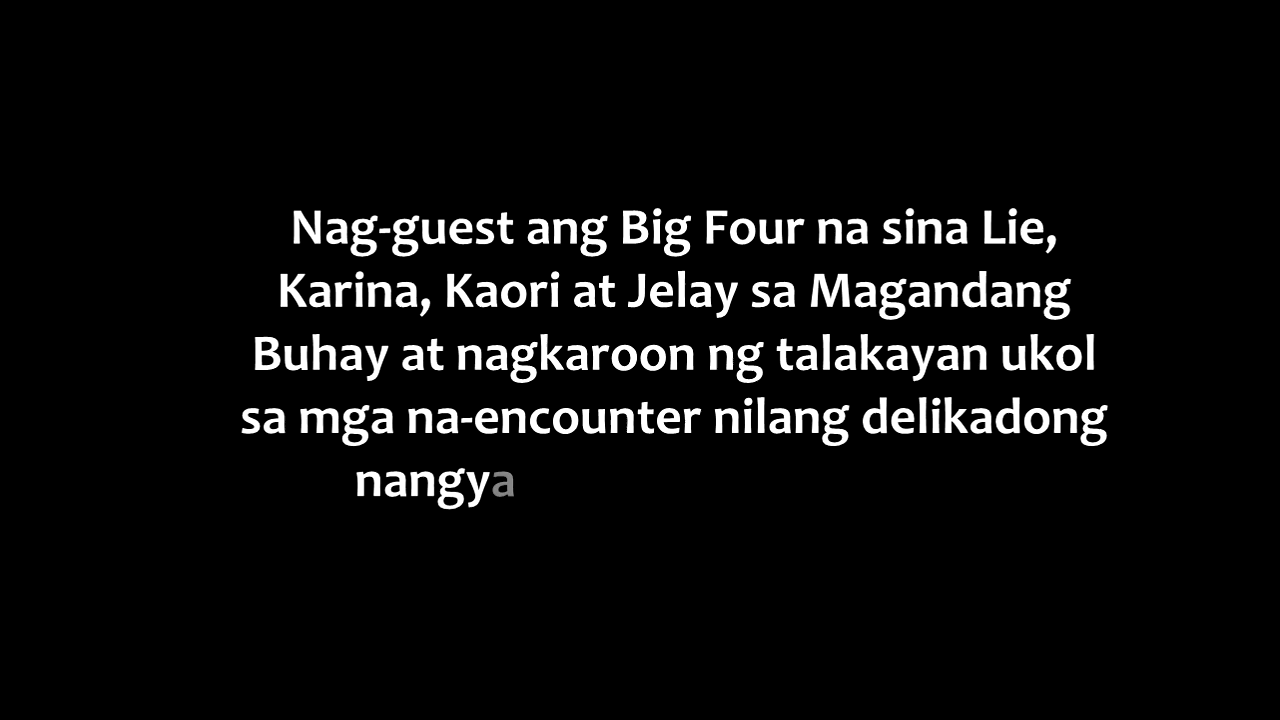 Nag-guest ang Big Four na sina Lie,
Karina, Kaori at Jelay sa Magandang
Buhay at nagkaroon ng talakayan ukol
sa mga na-encounter nilang delikadong
nangya